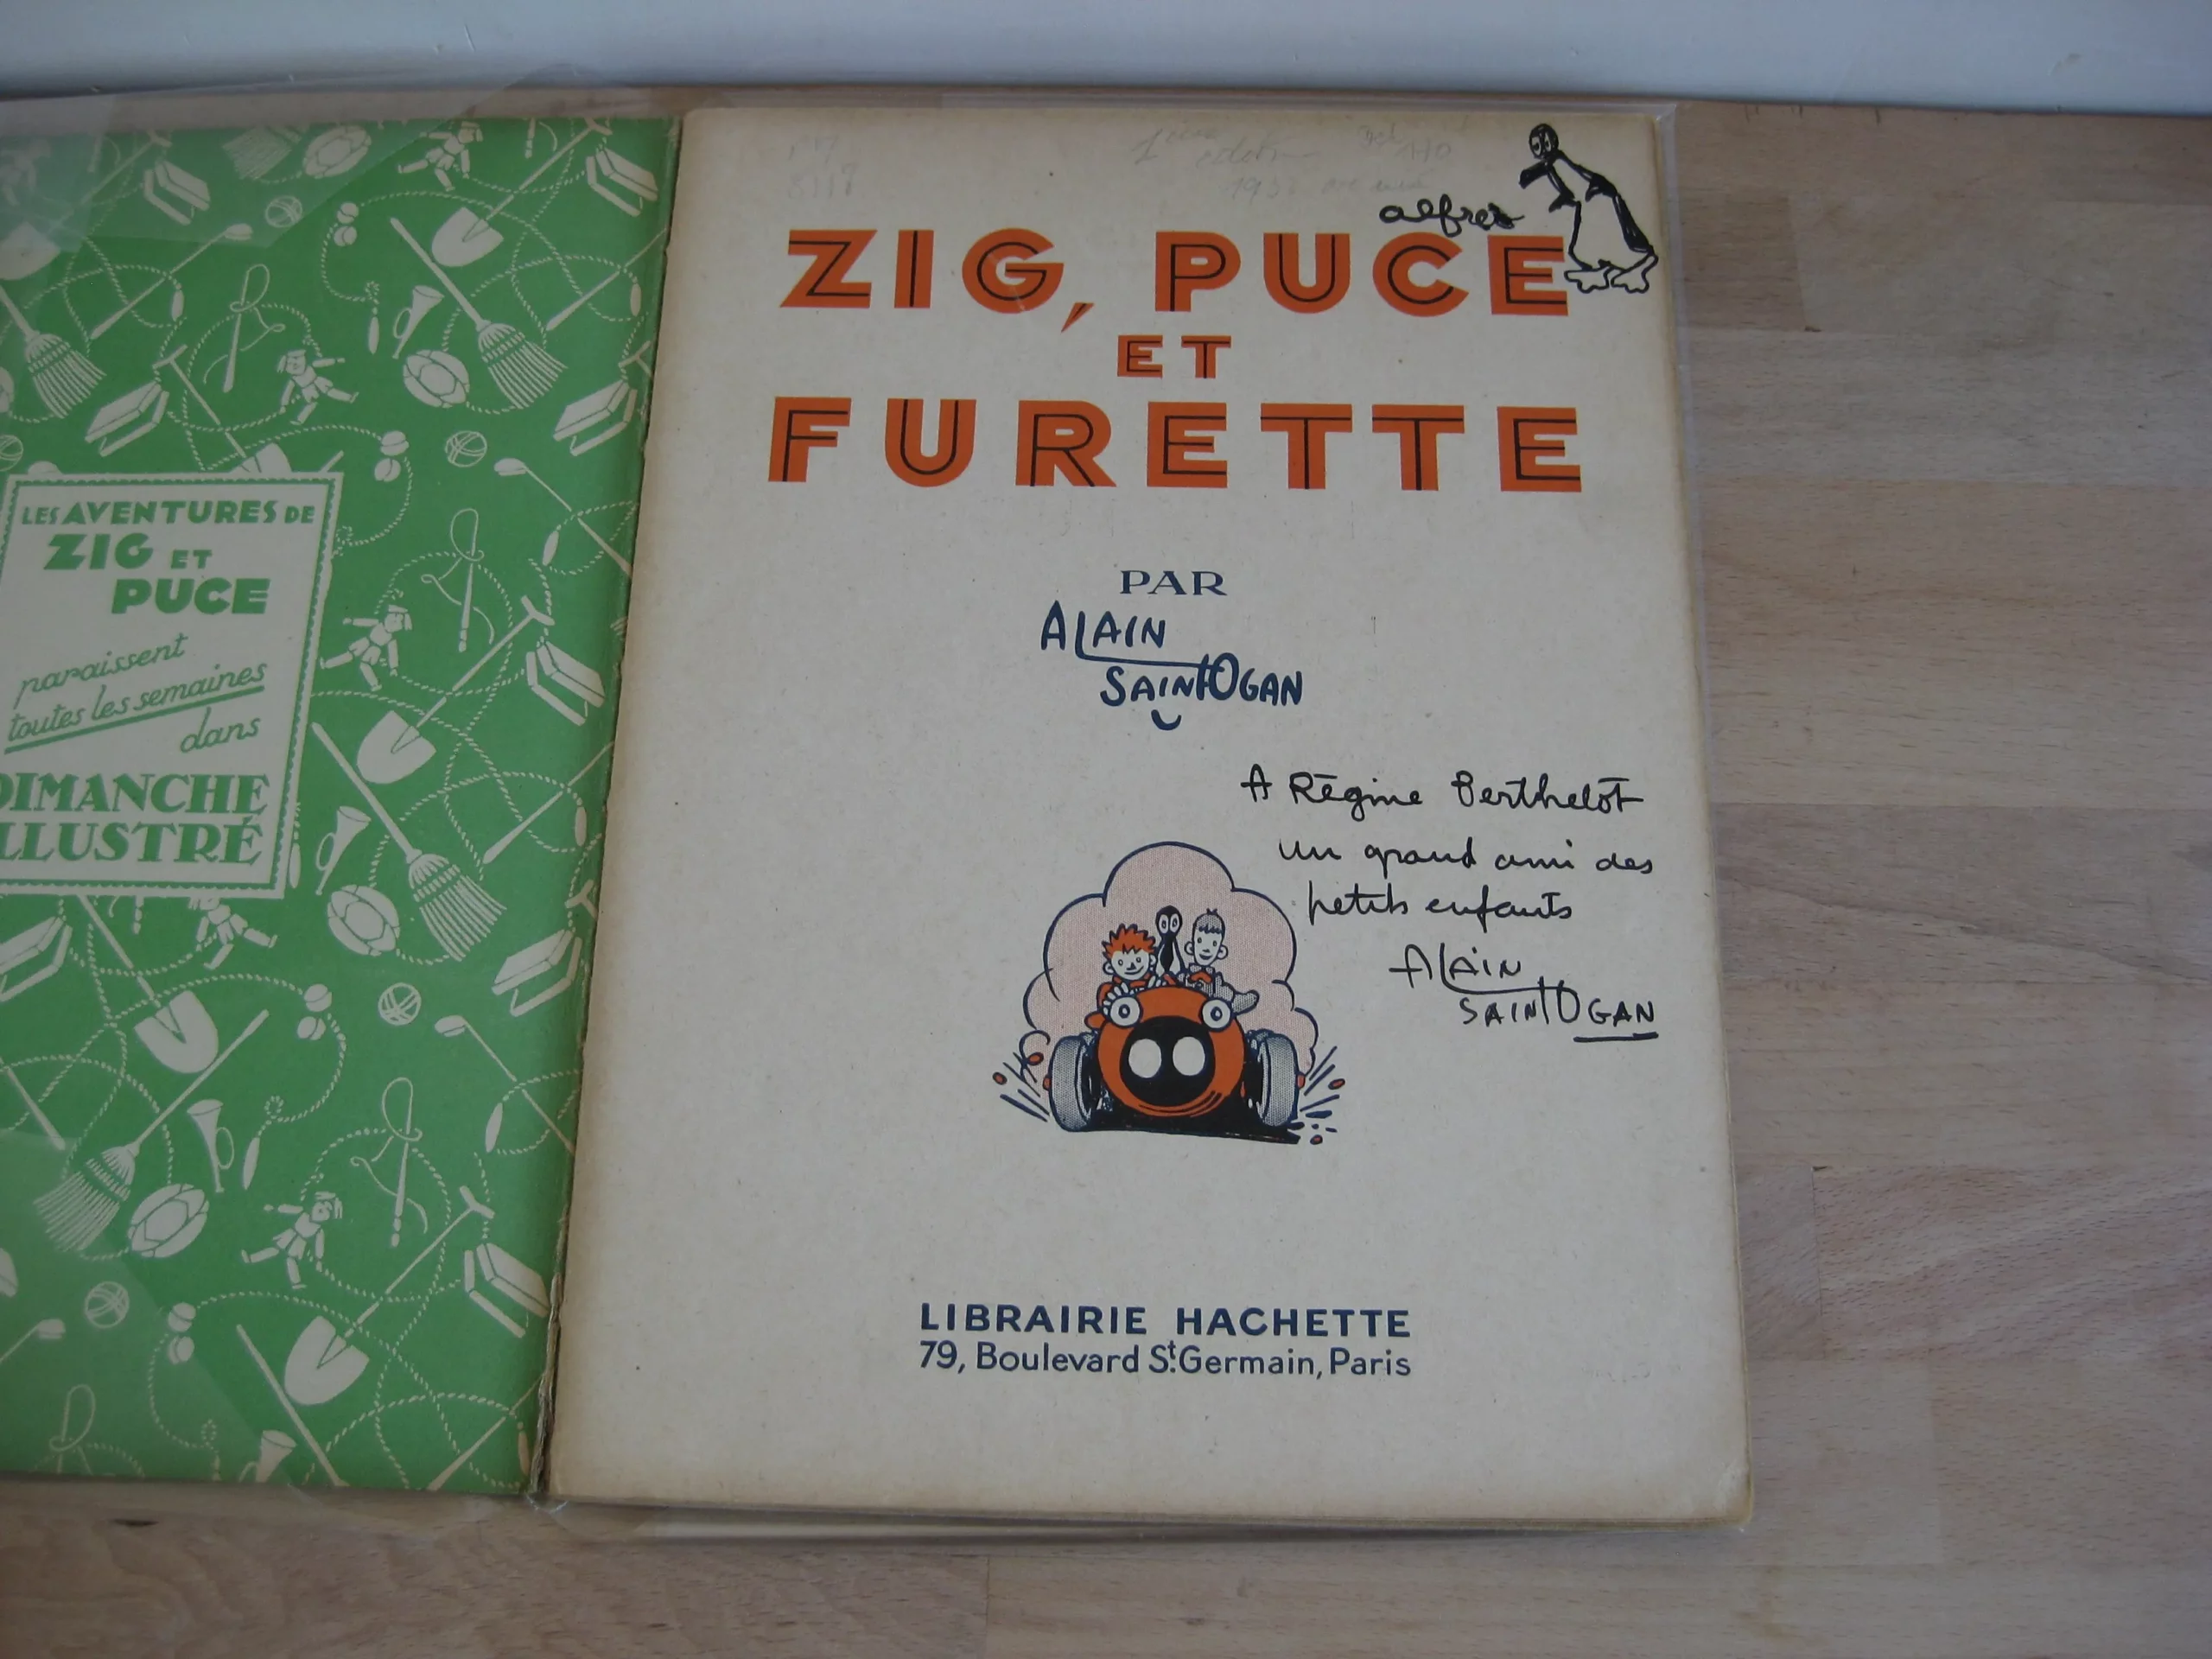 LES AVENTURES DE
ZIG ET
PUCE
paraissent
toutes les semaines
dans
DIMANCHE
ILLUSTRÉ
1ère
alfred
ZIG, PUCE
ET
FURETTE
PAR
ALAIN
SAINT OGAN
A Régine Berthelot
un grand ami des
petits enfants
ALAIN
SAINT OGAN
LIBRAIRIE HACHETTE
79, Boulevard St. Germain, Paris